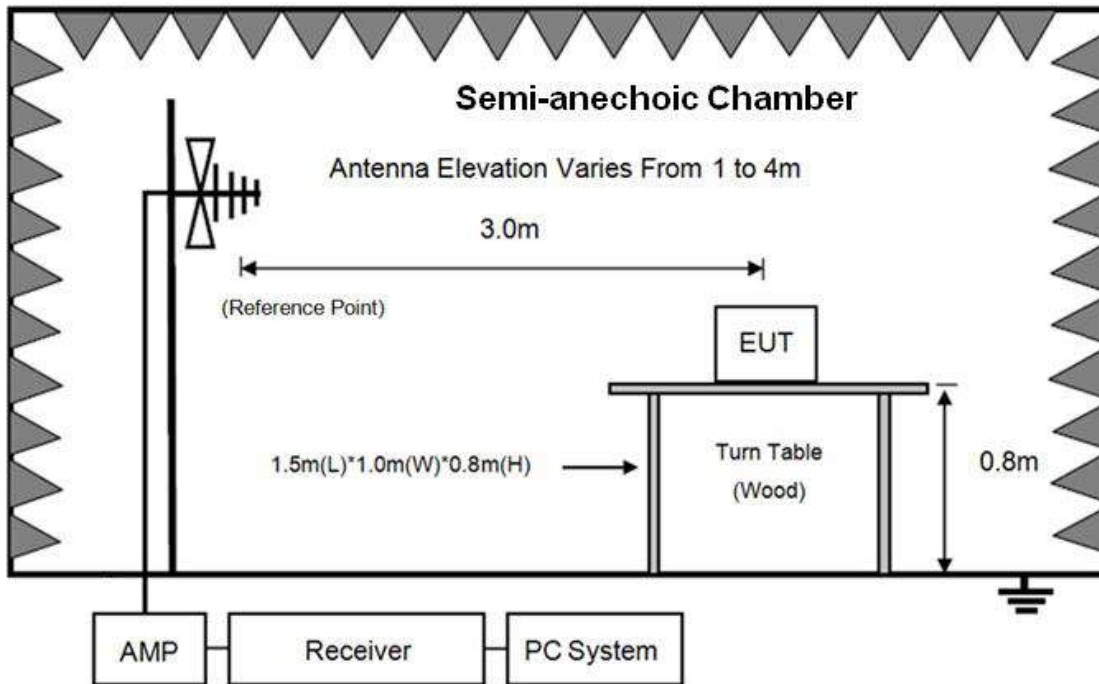 Semi-anechoic Chamber
Antenna Elevation Varies From 1 to 4m
3.0m
(Reference Point)
EUT
1.5m(L)*1.0m(W)*0.8m(H)
Turn Table
(Wood)
0.8m
AMP
Receiver
PC System